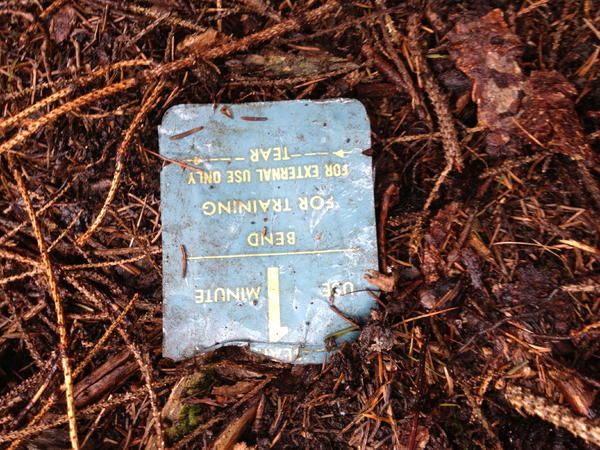 USE 1 MINUTE
BEND
FOR TRAINING
FOR EXTERNAL USE ONLY
TEAR